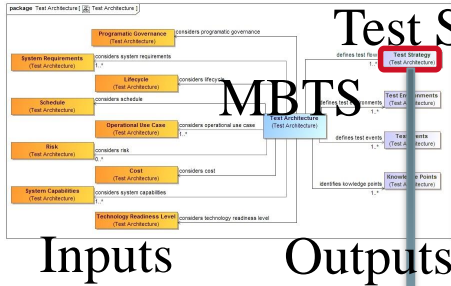 package Test Architecture [ Test Architecture ]
Test S
Programatic Governance
(Test Architecture)
considers programatic governance
System Requirements
(Test Architecture)
considers system requirements
1..*
Lifecycle
(Test Architecture)
considers lifecycle
Schedule
(Test Architecture)
considers schedule
Operational Use Case
(Test Architecture)
considers operational use case
1..*
Risk
(Test Architecture)
considers risk
0..*
Cost
(Test Architecture)
considers cost
System Capabilities
(Test Architecture)
considers system capabilities
1..*
Technology Readiness Level
(Test Architecture)
considers technology readiness level
MBTS
Test Architecture
(Test Architecture)
defines test flow
1..*
Test Strategy
(Test Architecture)
defines test environments
1..*
Test Environments
(Test Architecture)
defines test events
1..*
Test Events
(Test Architecture)
identifies kowledge points
1..*
Knowledge Points
(Test Architecture)
Inputs
Outputs